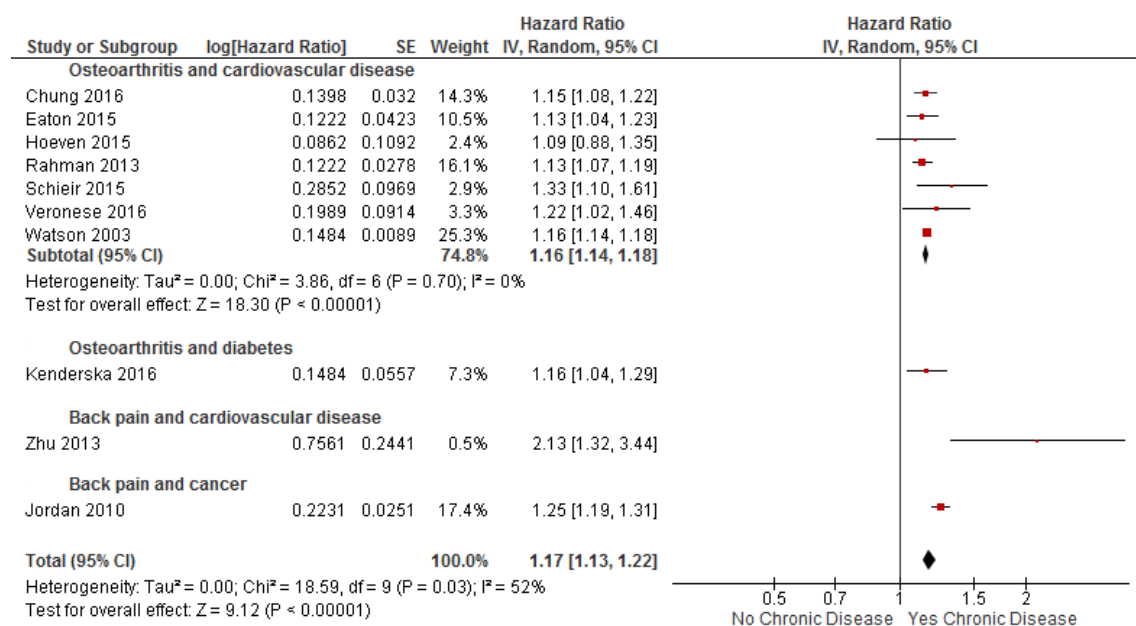 Hazard Ratio Hazard Ratio
Study or Subgroup log[Hazard Ratio] SE Weight IV, Random, 95% CI IV, Random, 95% CI
Osteoarthritis and cardiovascular disease
Chung 2016 0.1398 0.032 14.3% 1.15 [1.08, 1.22]
Eaton 2015 0.1222 0.0423 10.5% 1.13 [1.04, 1.23]
Hoeven 2015 0.0862 0.1092 2.4% 1.09 [0.88, 1.35]
Rahman 2013 0.1222 0.0278 16.1% 1.13 [1.07, 1.19]
Schieir 2015 0.2852 0.0969 2.9% 1.33 [1.10, 1.61]
Veronese 2016 0.1989 0.0914 3.3% 1.22 [1.02, 1.46]
Watson 2003 0.1484 0.0089 25.3% 1.16 [1.14, 1.18]
Subtotal (95% CI) 74.8% 1.16 [1.14, 1.18]
Heterogeneity: Tau² = 0.00; Chi² = 3.86, df = 6 (P = 0.70); I² = 0%
Test for overall effect: Z = 18.30 (P < 0.00001)
Osteoarthritis and diabetes
Kenderska 2016 0.1484 0.0557 7.3% 1.16 [1.04, 1.29]
Back pain and cardiovascular disease
Zhu 2013 0.7561 0.2441 0.5% 2.13 [1.32, 3.44]
Back pain and cancer
Jordan 2010 0.2231 0.0251 17.4% 1.25 [1.19, 1.31]
Total (95% CI) 100.0% 1.17 [1.13, 1.22]
Heterogeneity: Tau² = 0.00; Chi² = 18.59, df = 9 (P = 0.03); I² = 52%
Test for overall effect: Z = 9.12 (P < 0.00001)
0.5 0.7 1 1.5 2
No Chronic Disease Yes Chronic Disease